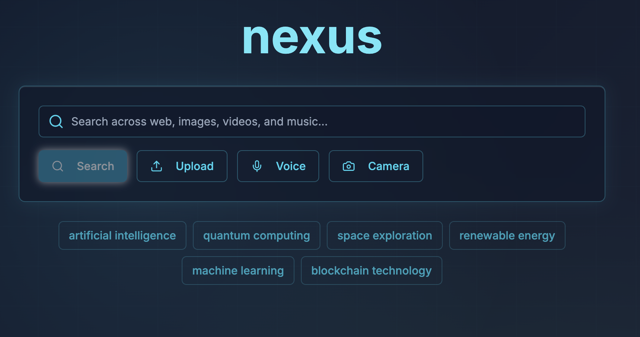 nexus
Search across web, images, videos, and music...
Search Upload Voice Camera
artificial intelligence quantum computing space exploration renewable energy
machine learning blockchain technology